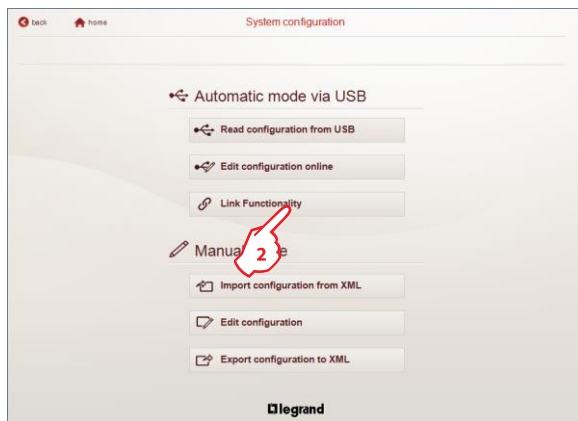 back home System configuration
Automatic mode via USB
Read configuration from USB
Edit configuration online
Link Functionality
2
Import configuration from XML
Edit configuration
Export configuration to XML
legrand